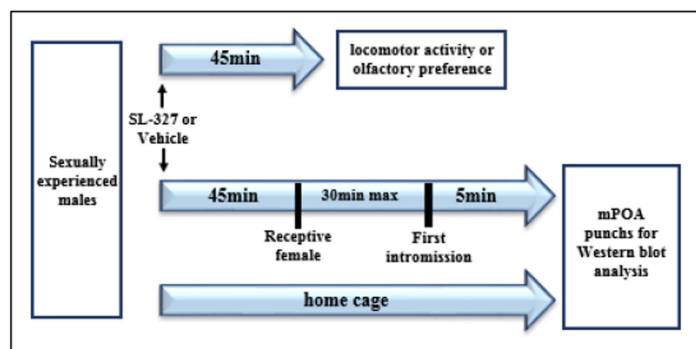 45min
locomotor activity or
olfactory preference
SL-327 or
Vehicle
Sexually
experienced
males
45min
30min max
5min
Receptive
female
First
intromission
mPOA
punchs for
Western blot
analysis
home cage